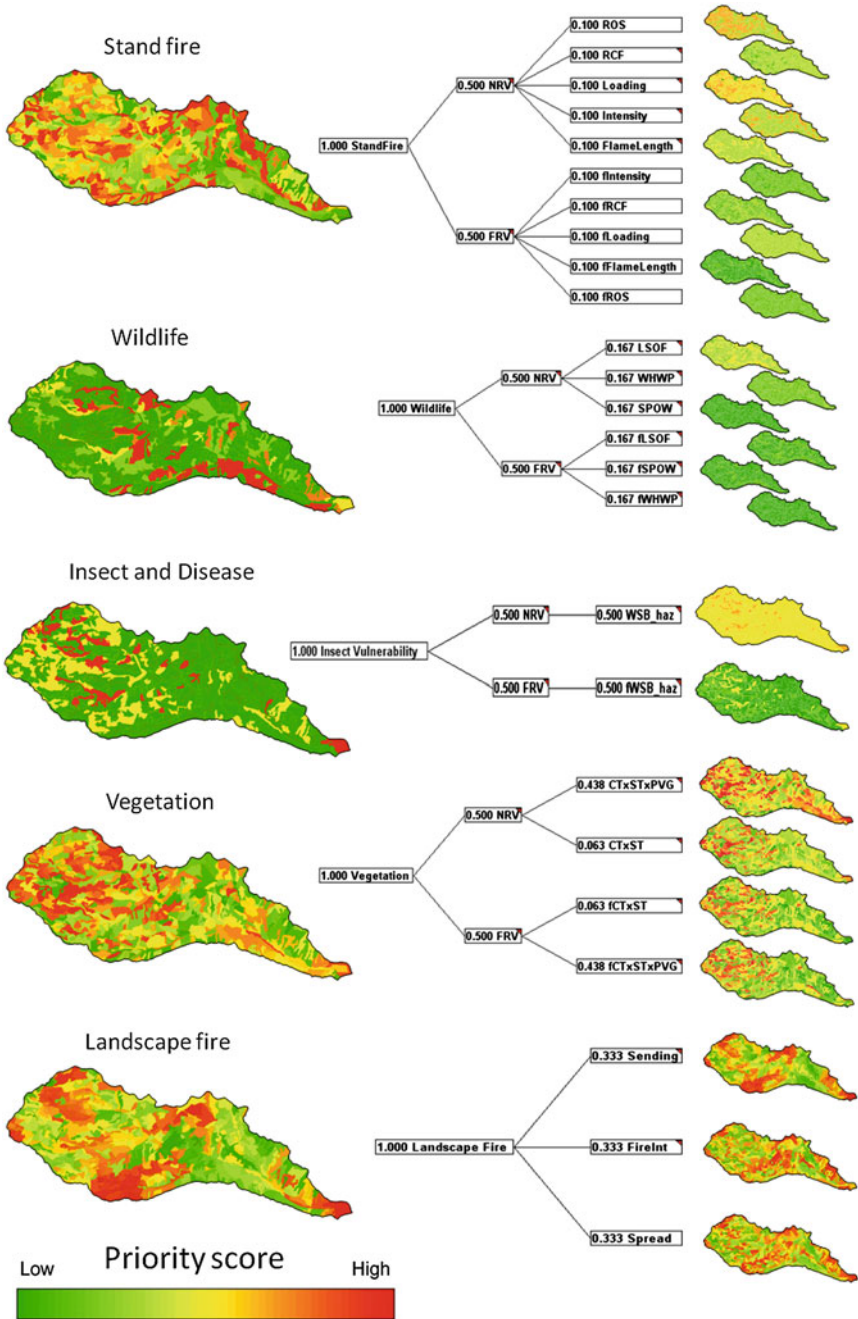 Stand fire
1.000 StandFire
0.500 NRV
0.100 ROS
0.100 RCF
0.100 Loading
0.100 Intensity
0.100 FlameLength
0.500 FRV
0.100 fIntensity
0.100 fRCF
0.100 fLoading
0.100 fFlameLength
0.100 fROS
Wildlife
1.000 Wildlife
0.500 NRV
0.167 LSOF
0.167 WHWP
0.167 SPOW
0.500 FRV
0.167 fLSOF
0.167 fSPOW
0.167 fWHWP
Insect and Disease
1.000 Insect Vulnerability
0.500 NRV
0.500 WSB_haz
0.500 FRV
0.500 fWSB_haz
Vegetation
1.000 Vegetation
0.500 NRV
0.438 CTxSTxPVG
0.063 CTxST
0.500 FRV
0.063 fCTxST
0.438 fCTxSTxPVG
Landscape fire
1.000 Landscape Fire
0.333 Sending
0.333 FireInt
0.333 Spread
Priority score
Low
High